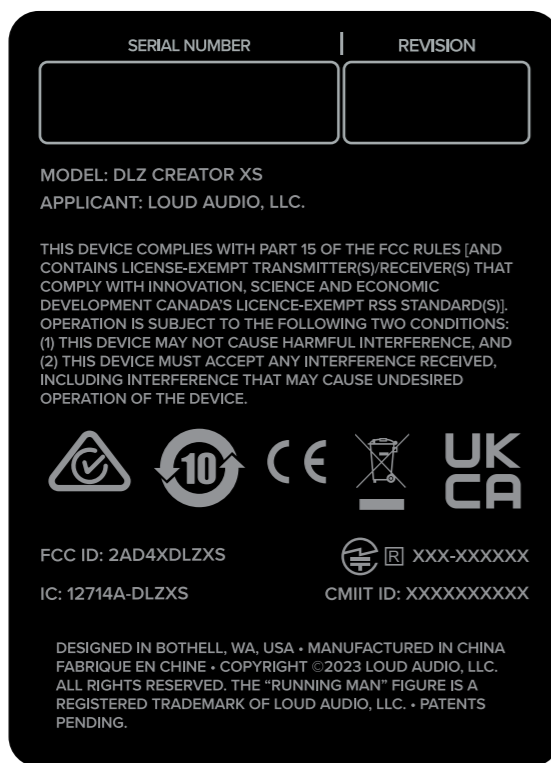 SERIAL NUMBER | REVISION
MODEL: DLZ CREATOR XS
APPLICANT: LOUD AUDIO, LLC.
THIS DEVICE COMPLIES WITH PART 15 OF THE FCC RULES [AND
CONTAINS LICENSE-EXEMPT TRANSMITTER(S)/RECEIVER(S) THAT
COMPLY WITH INNOVATION, SCIENCE AND ECONOMIC
DEVELOPMENT CANADA'S LICENCE-EXEMPT RSS STANDARD(S)].
OPERATION IS SUBJECT TO THE FOLLOWING TWO CONDITIONS:
(1) THIS DEVICE MAY NOT CAUSE HARMFUL INTERFERENCE, AND
(2) THIS DEVICE MUST ACCEPT ANY INTERFERENCE RECEIVED,
INCLUDING INTERFERENCE THAT MAY CAUSE UNDESIRED
OPERATION OF THE DEVICE.
10 CE UK
CA
FCC ID: 2AD4XDLZXS R XXX-XXXXXX
IC: 12714A-DLZXS CMIIT ID: XXXXXXXXXX
DESIGNED IN BOTHELL, WA, USA • MANUFACTURED IN CHINA
FABRIQUE EN CHINE • COPYRIGHT ©2023 LOUD AUDIO, LLC.
ALL RIGHTS RESERVED. THE “RUNNING MAN” FIGURE IS A
REGISTERED TRADEMARK OF LOUD AUDIO, LLC. • PATENTS
PENDING.